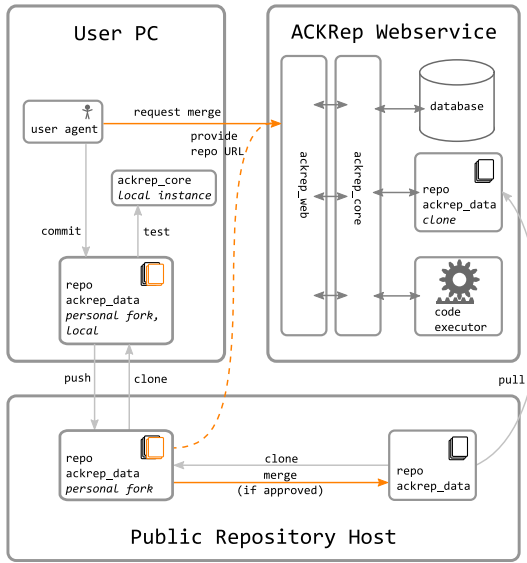 User PC
ACKRep Webservice
request merge
user agent
provide
repo URL
database
ackrep_web
ackrep_core
ackrep_core
local instance
repo
ackrep_data
clone
commit
test
repo
ackrep_data
personal fork,
local
code
executor
push
clone
pull
repo
ackrep_data
personal fork
clone
merge
(if approved)
repo
ackrep_data
Public Repository Host